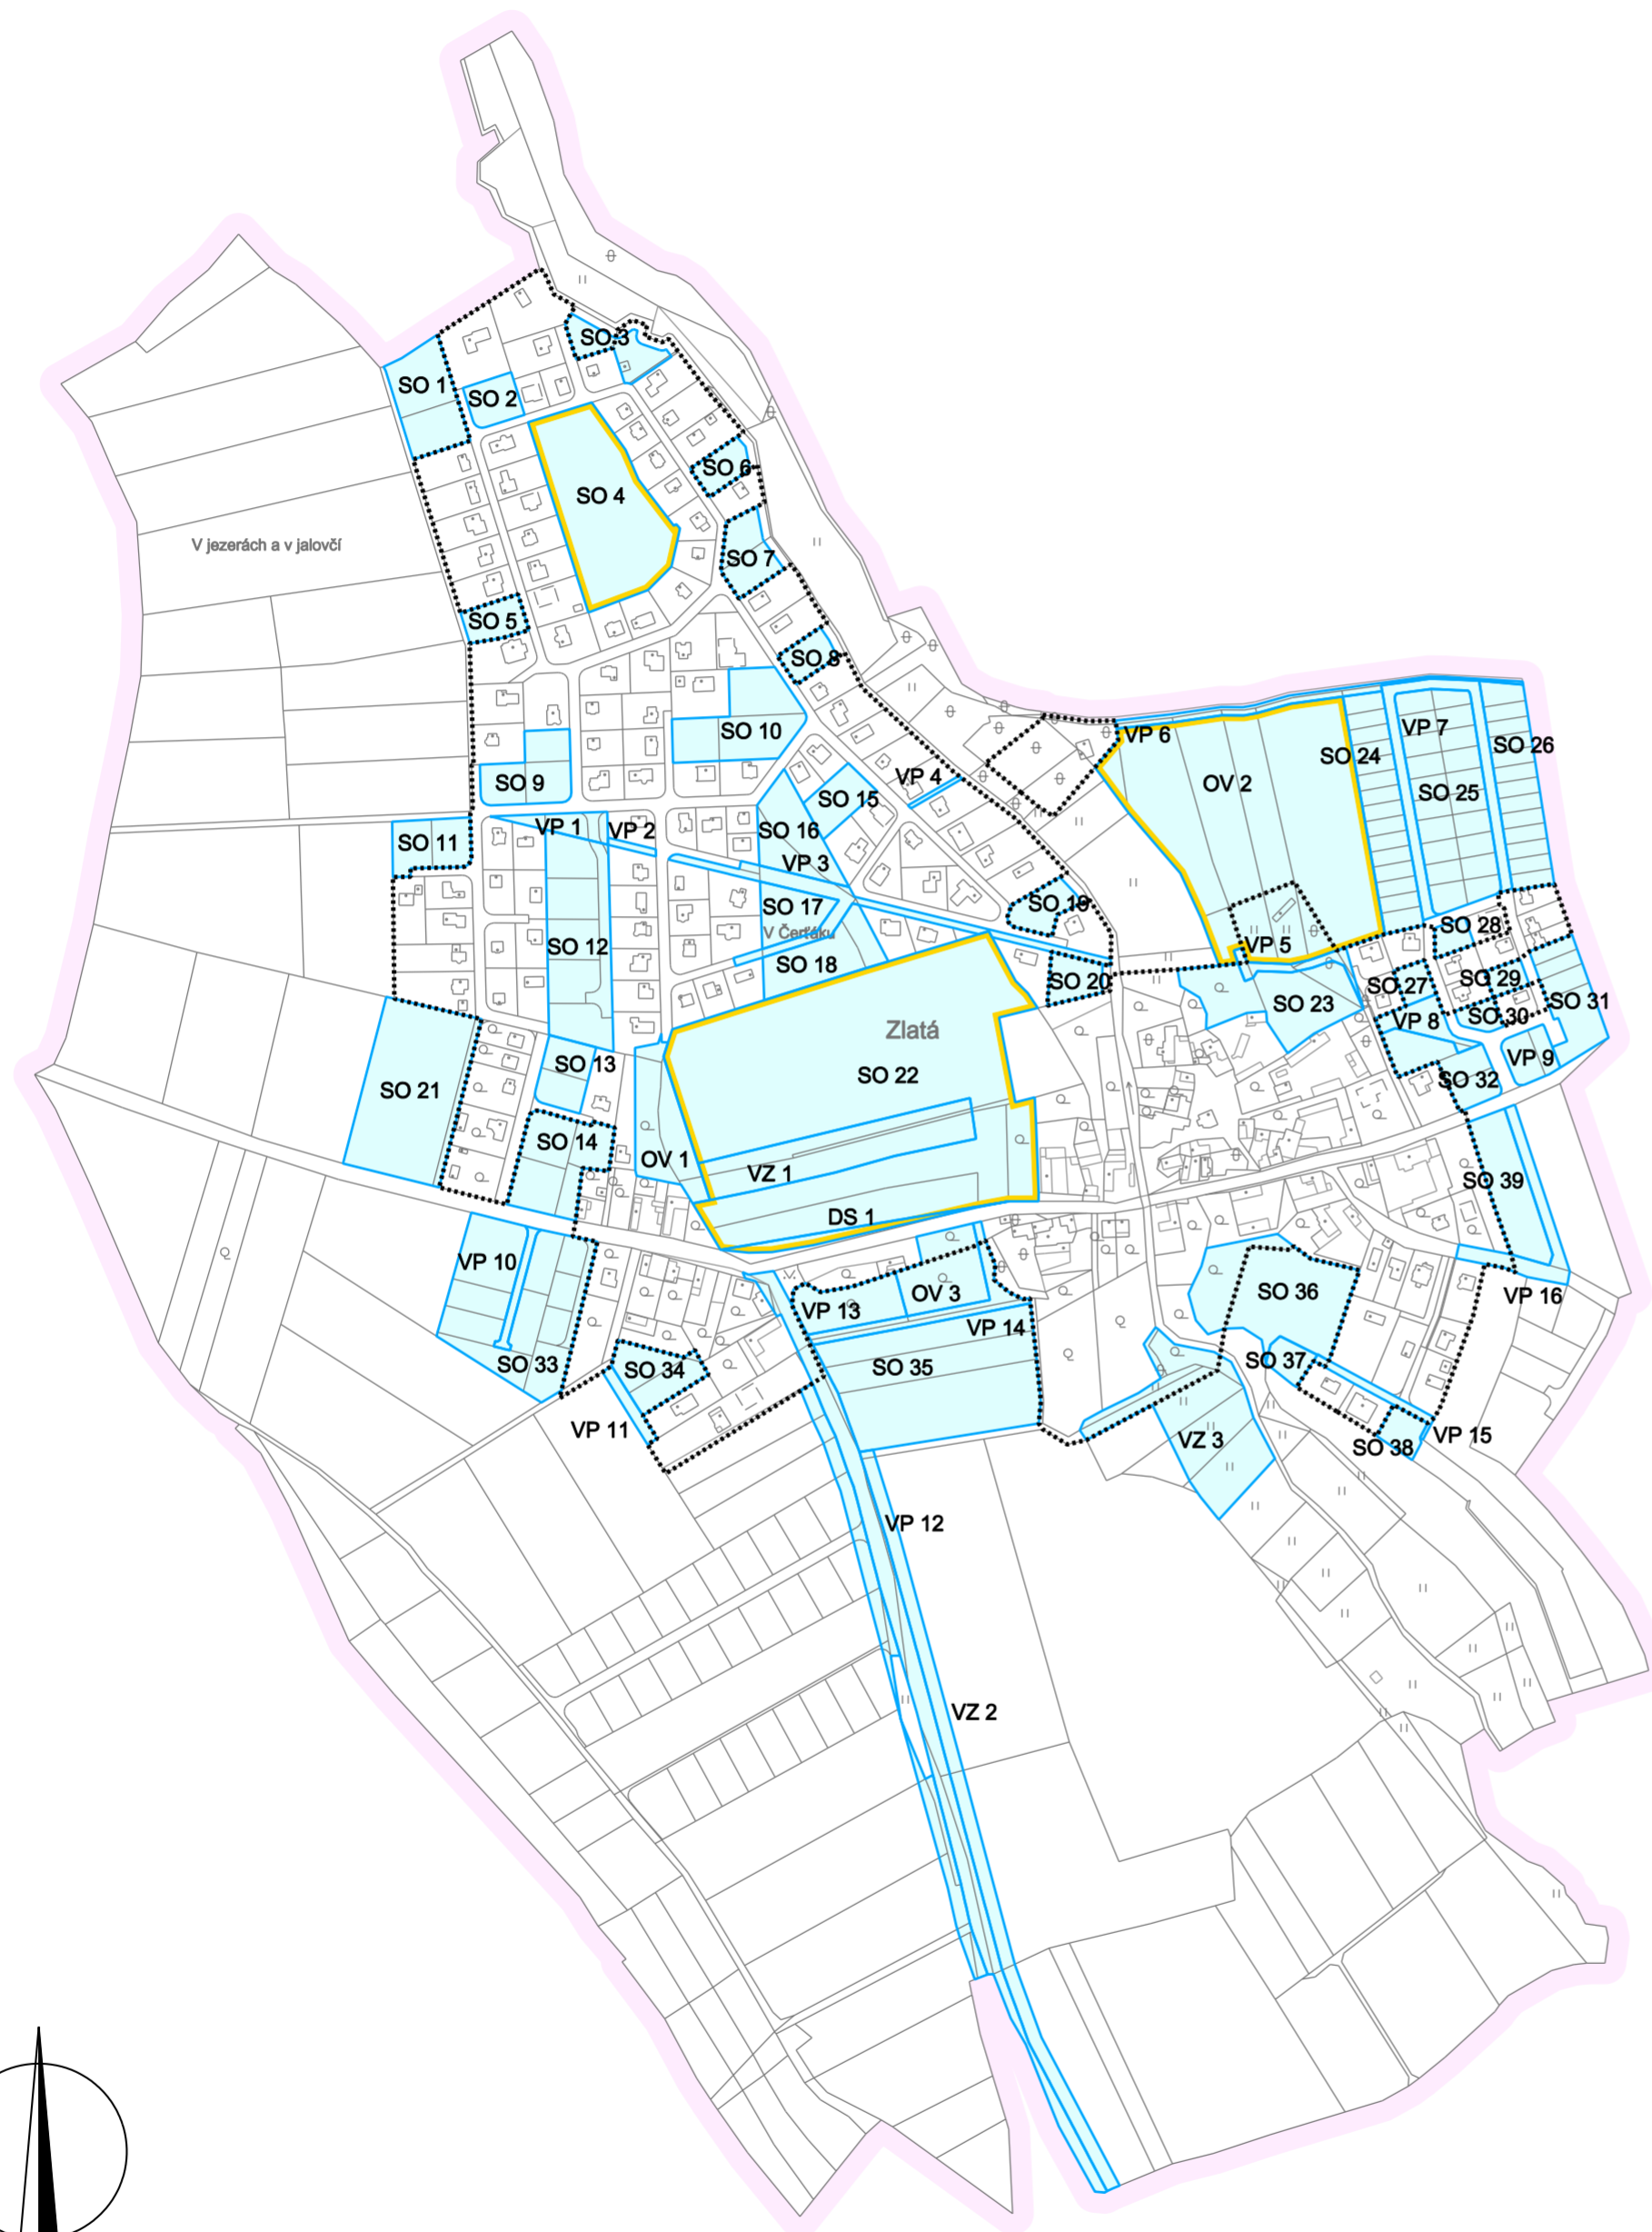 SO 3
SO 1
SO 2
SO 6
SO 4
V jezerách a v jalovčí
SO 7
SO 5
SO 8
SO 10
VP 6
VP 7
SO 26
SO 24
VP 4
OV 2
SO 9
SO 25
SO 15
VP 1
VP 2
SO 16
SO 11
VP 3
SO 19
SO 17
SO 28
V Čerťáku
SO 12
VP 5
SO 18
SO 20
SO 27
SO 29
SO 23
SO 31
SO 30
Zlatá
VP 8
SO 13
VP 9
SO 22
SO 32
SO 21
SO 14
OV 1
VZ 1
SO 39
DS 1
VP 10
OV 3
SO 36
VP 16
VP 13
VP 14
SO 33
SO 34
SO 35
SO 37
VP 11
VZ 3
VP 15
SO 38
VP 12
VZ 2